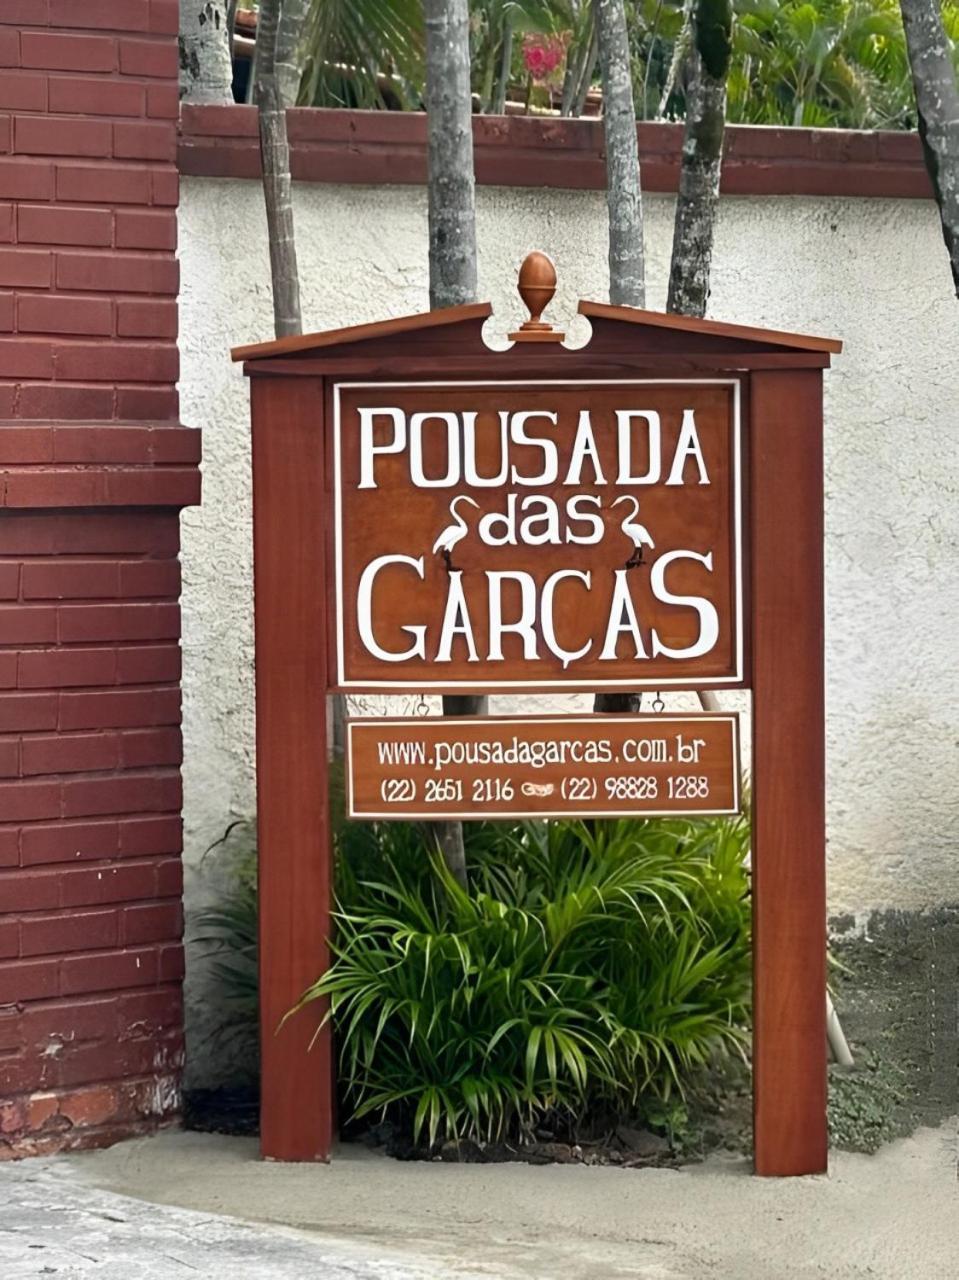 POUSADA
das
GARÇAS
www.pousadagarcas.com.br
(22) 2651 2116 (22) 98828 1288